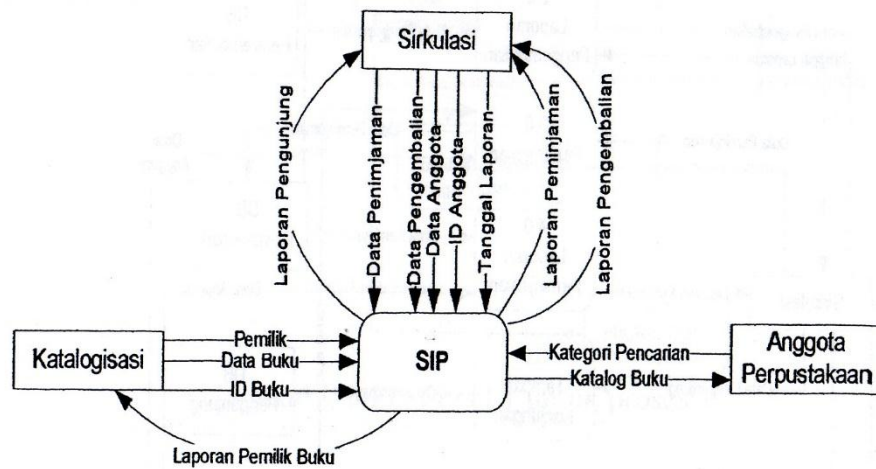 Sirkulasi
Laporan Pengunjung
Data Penimjaman
Data Pengembalian
Data Anggota
ID Anggota
Tanggal Laporan
Laporan Peminjaman
Laporan Pengembalian
Katalogisasi
Pemilik
Data Buku
ID Buku
SIP
Kategori Pencarian
Katalog Buku
Anggota
Perpustakaan
Laporan Pemilik Buku